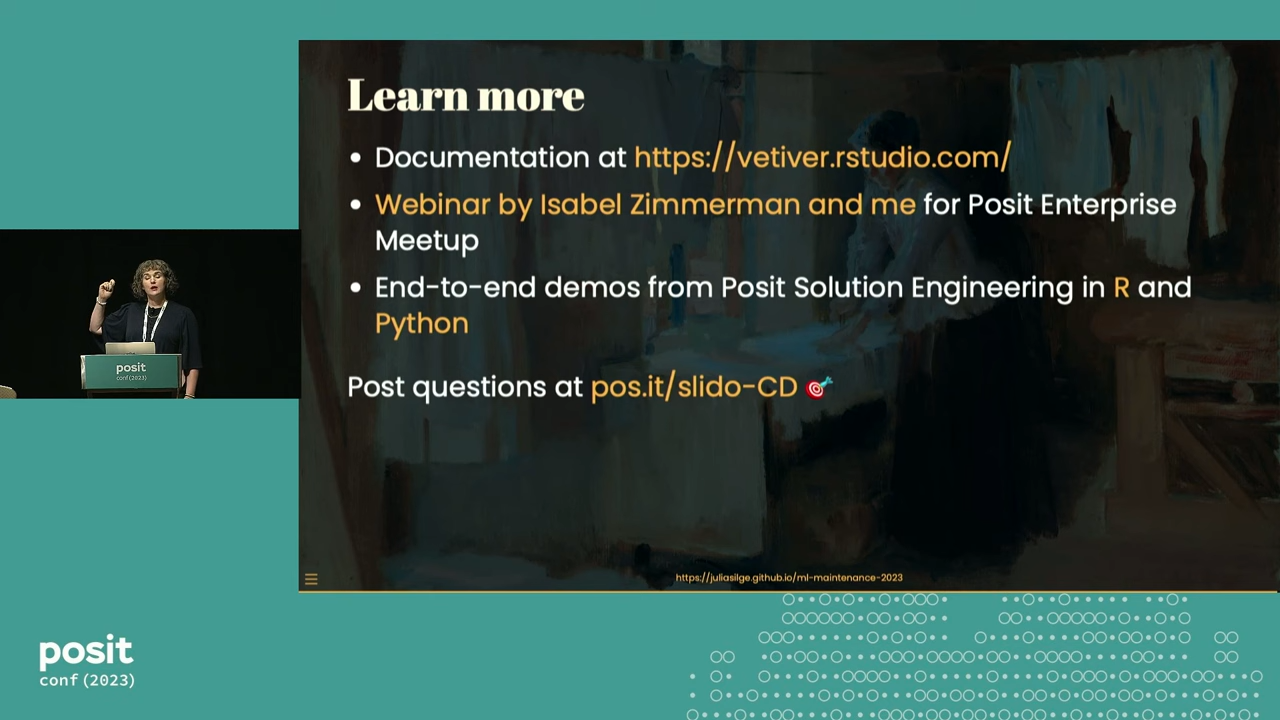 Learn more
• Documentation at https://vetiver.rstudio.com/
• Webinar by Isabel Zimmerman and me for Posit Enterprise
Meetup
• End-to-end demos from Posit Solution Engineering in R and
Python
Post questions at pos.it/slido-CD 🎯
https://juliasilge.github.io/ml-maintenance-2023
posit
conf(2023)
posit
conf(2023)